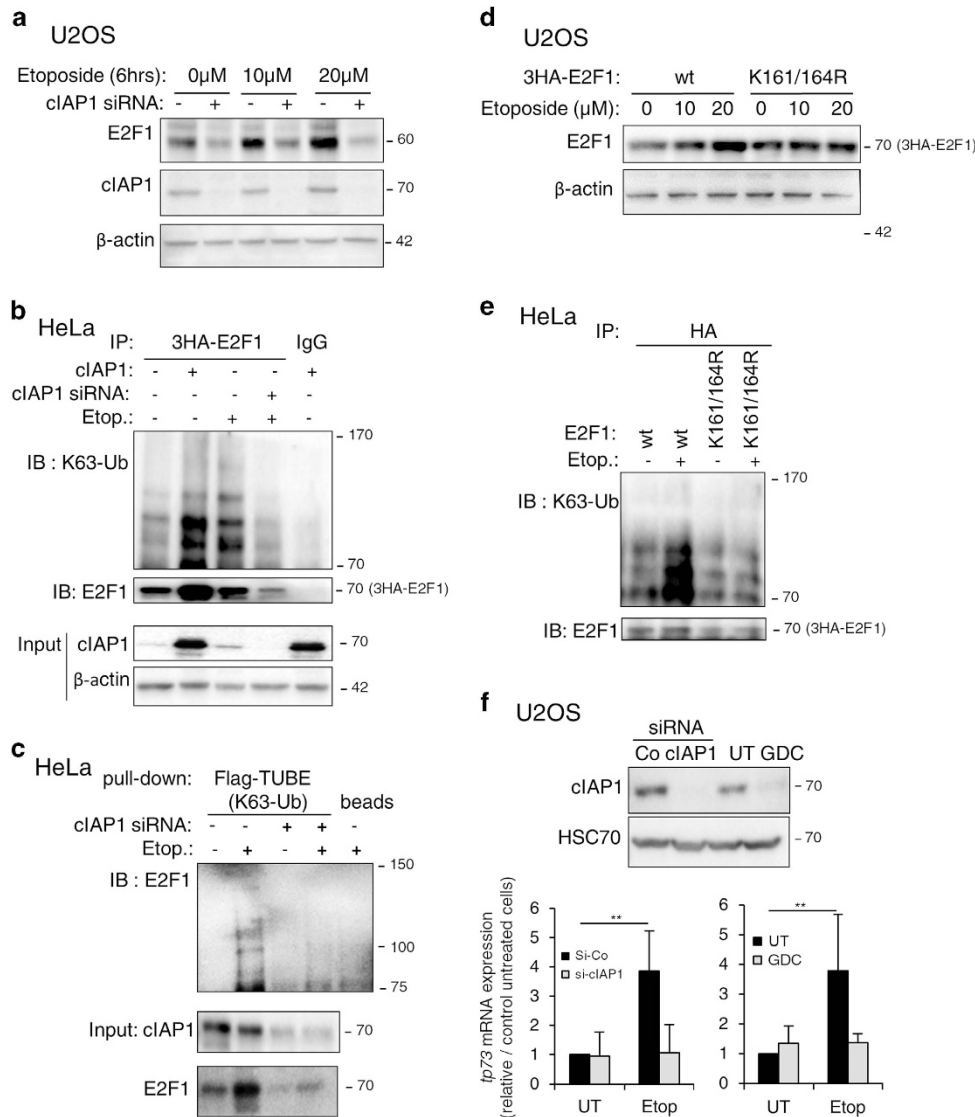 a
U2OS
Etoposide (6hrs): 0µM 10µM 20µM
cIAP1 siRNA: - + - + - +
E2F1
- 60
cIAP1
- 70
β-actin
- 42
b
HeLa
IP: 3HA-E2F1 IgG
cIAP1: - + - - +
cIAP1 siRNA: - - - + -
Etop.: - - + + -
- 170
IB : K63-Ub
- 70
IB: E2F1
- 70 (3HA-E2F1)
Input
cIAP1
- 70
β-actin
- 42
c
HeLa
pull-down: Flag-TUBE
(K63-Ub) beads
cIAP1 siRNA: - - + + -
Etop.: - + - + +
- 150
IB : E2F1
- 100
- 75
Input: cIAP1
- 70
E2F1
- 70
d
U2OS
3HA-E2F1: wt K161/164R
Etoposide (µM) 0 10 20 0 10 20
E2F1
- 70 (3HA-E2F1)
β-actin
- 42
e
HeLa
IP: HA
E2F1: wt wt K161/164R K161/164R
Etop.: - + - +
- 170
IB : K63-Ub
- 70
IB: E2F1
- 70 (3HA-E2F1)
f
U2OS
siRNA
Co cIAP1 UT GDC
cIAP1
- 70
HSC70
- 70
tp73 mRNA expression
(relative / control untreated cells)
6
5
4
3
2
1
0
**
Si-Co
si-cIAP1
UT Etop
6
5
4
3
2
1
0
**
UT
GDC
UT Etop